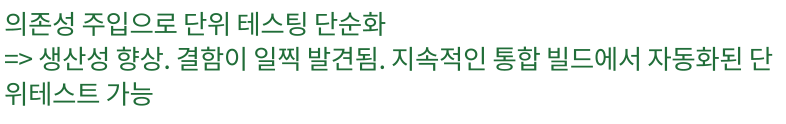 의존성 주입으로 단위 테스팅 단순화
=> 생산성 향상. 결함이 일찍 발견됨. 지속적인 통합 빌드에서 자동화된 단
위테스트 가능